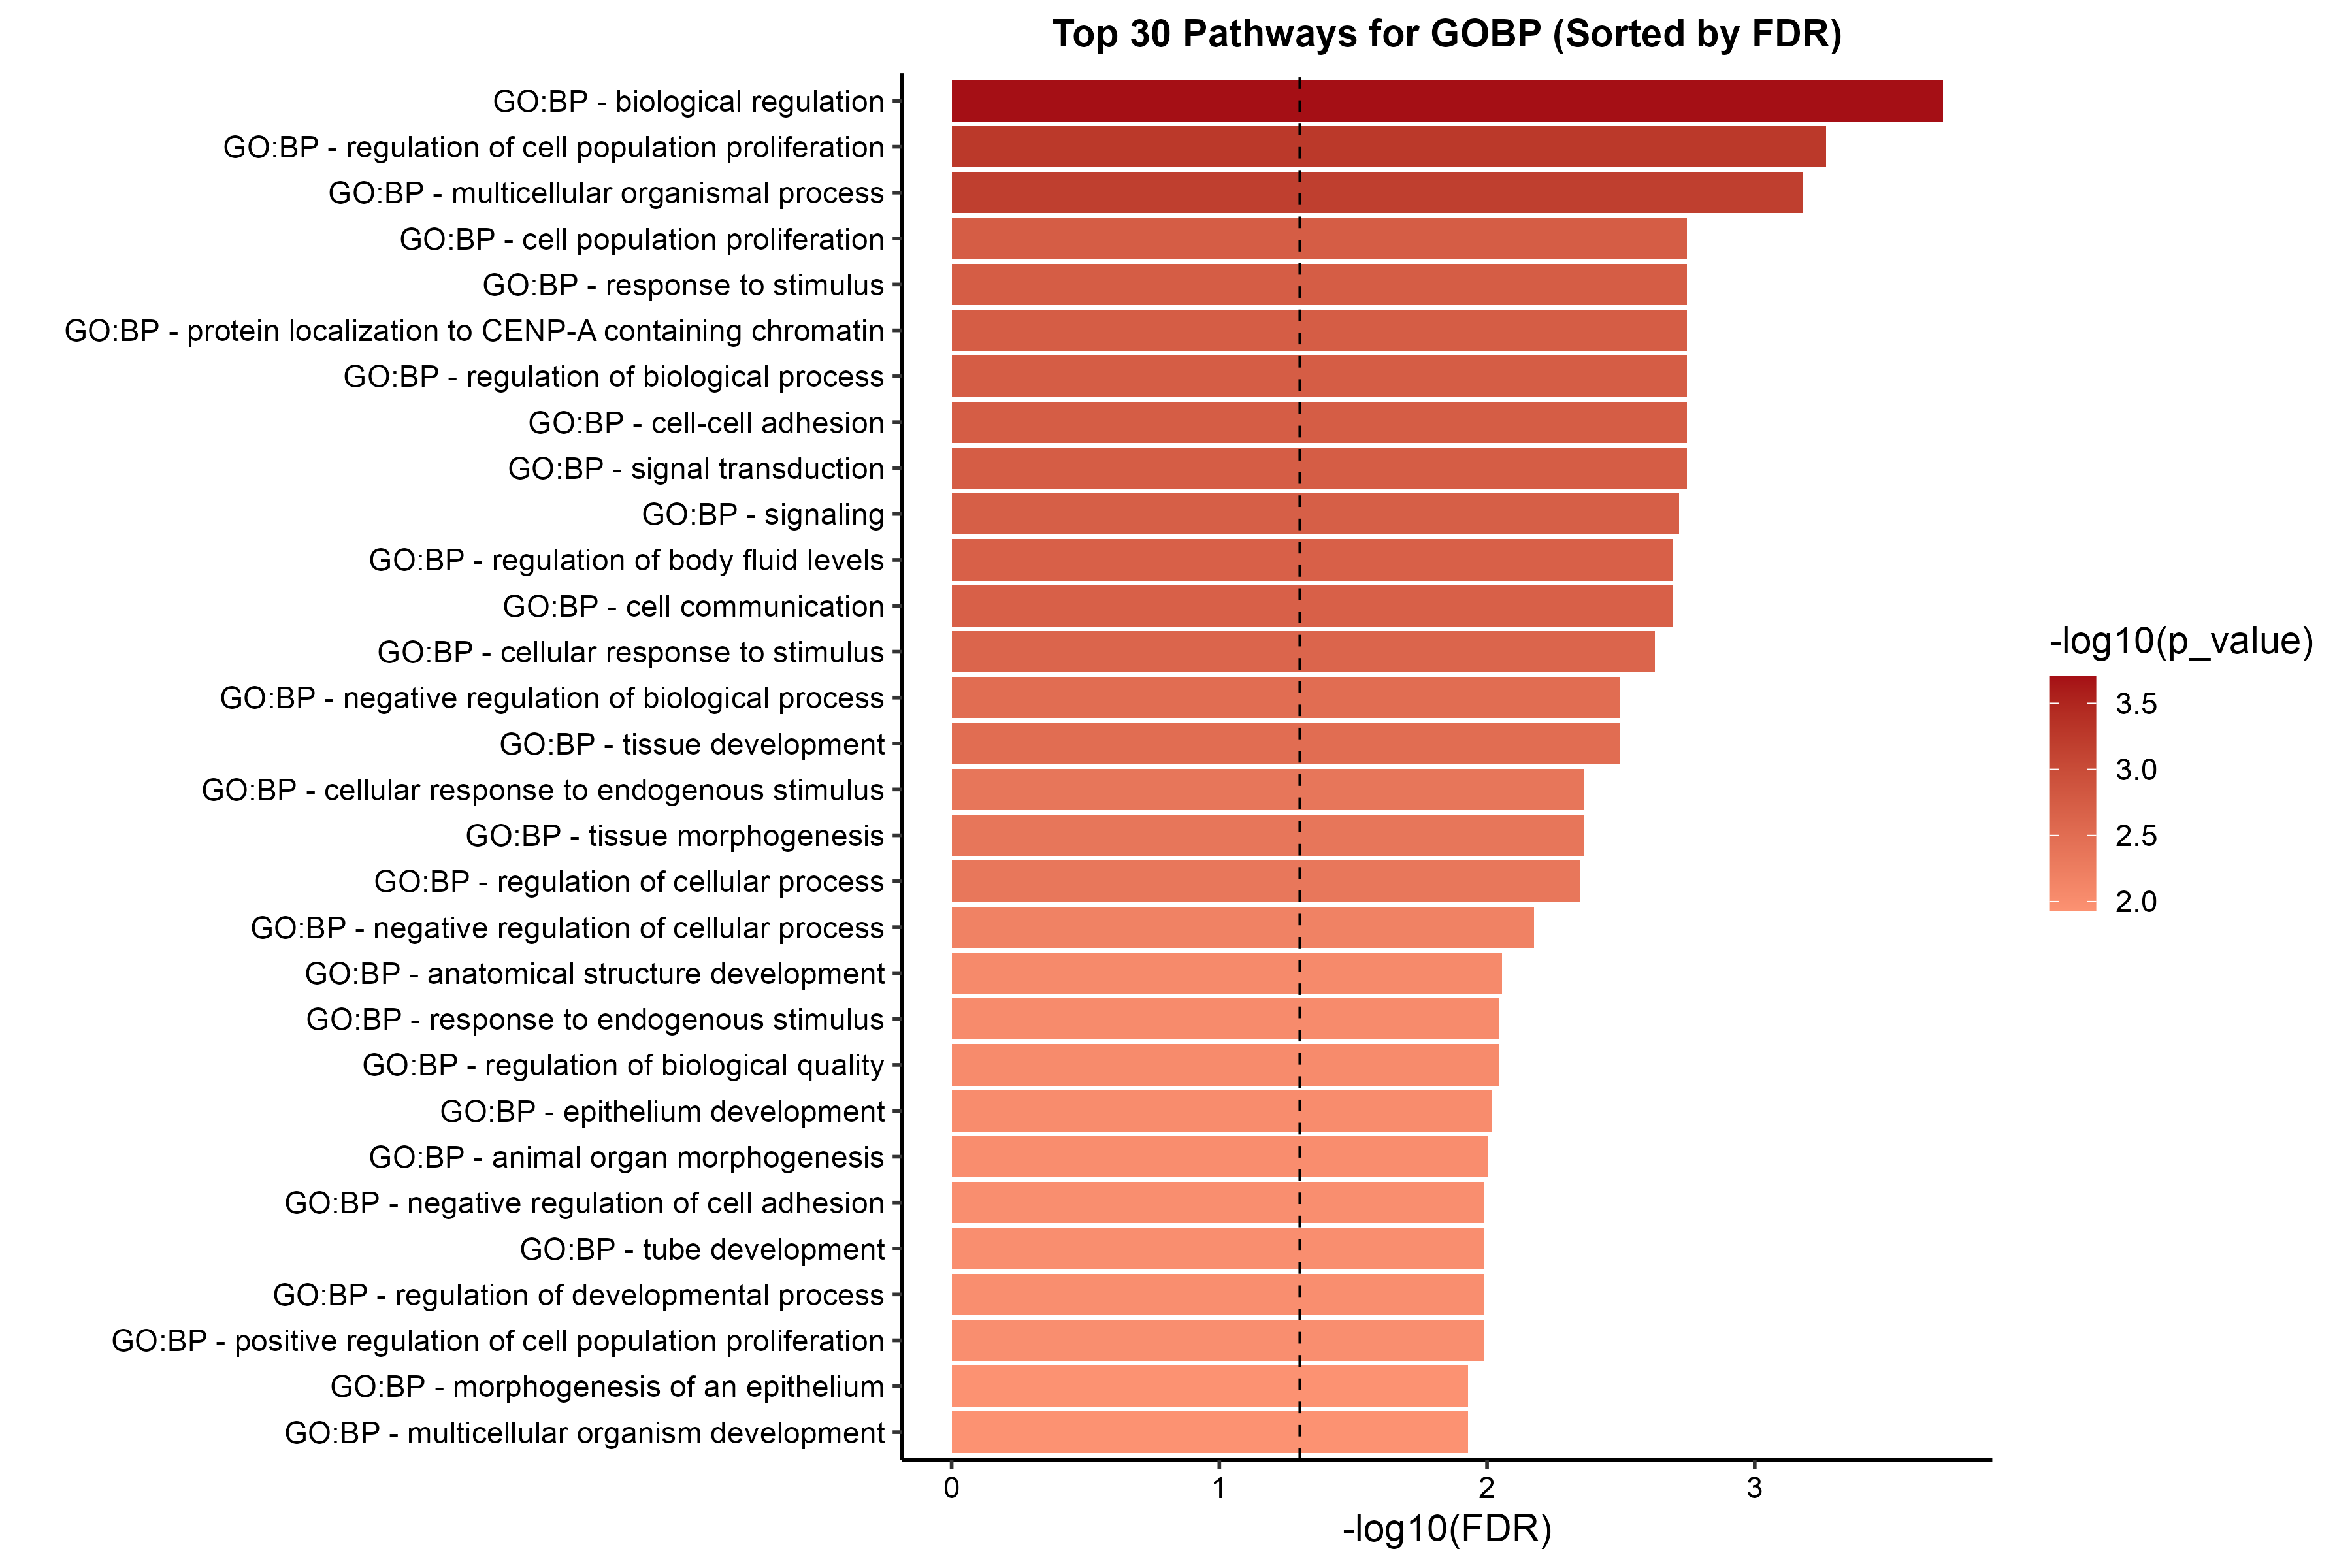 Top 30 Pathways for GOBP (Sorted by FDR)
GO:BP - biological regulation
GO:BP - regulation of cell population proliferation
GO:BP - multicellular organismal process
GO:BP - cell population proliferation
GO:BP - response to stimulus
GO:BP - protein localization to CENP-A containing chromatin
GO:BP - regulation of biological process
GO:BP - cell-cell adhesion
GO:BP - signal transduction
GO:BP - signaling
GO:BP - regulation of body fluid levels
GO:BP - cell communication
GO:BP - cellular response to stimulus
GO:BP - negative regulation of biological process
GO:BP - tissue development
GO:BP - cellular response to endogenous stimulus
GO:BP - tissue morphogenesis
GO:BP - regulation of cellular process
GO:BP - negative regulation of cellular process
GO:BP - anatomical structure development
GO:BP - response to endogenous stimulus
GO:BP - regulation of biological quality
GO:BP - epithelium development
GO:BP - animal organ morphogenesis
GO:BP - negative regulation of cell adhesion
GO:BP - tube development
GO:BP - regulation of developmental process
GO:BP - positive regulation of cell population proliferation
GO:BP - morphogenesis of an epithelium
GO:BP - multicellular organism development
0 1 2 3
-log10(FDR)
-log10(p_value)
3.5
3.0
2.5
2.0